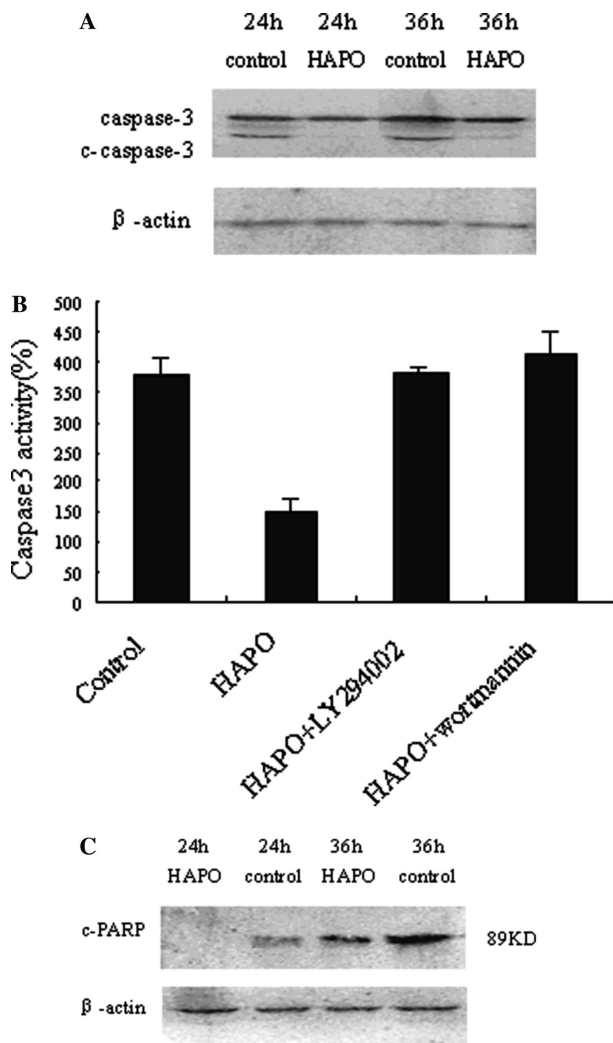 A
24h 24h 36h 36h
control HAPO control HAPO
caspase-3
c-caspase-3
β-actin
B
Caspase3 activity(%)
500
450
400
350
300
250
200
150
100
50
0
Control
HAPO
HAPO+LY294002
HAPO+wortmannin
C
24h 24h 36h 36h
HAPO control HAPO control
c-PARP
89KD
β-actin